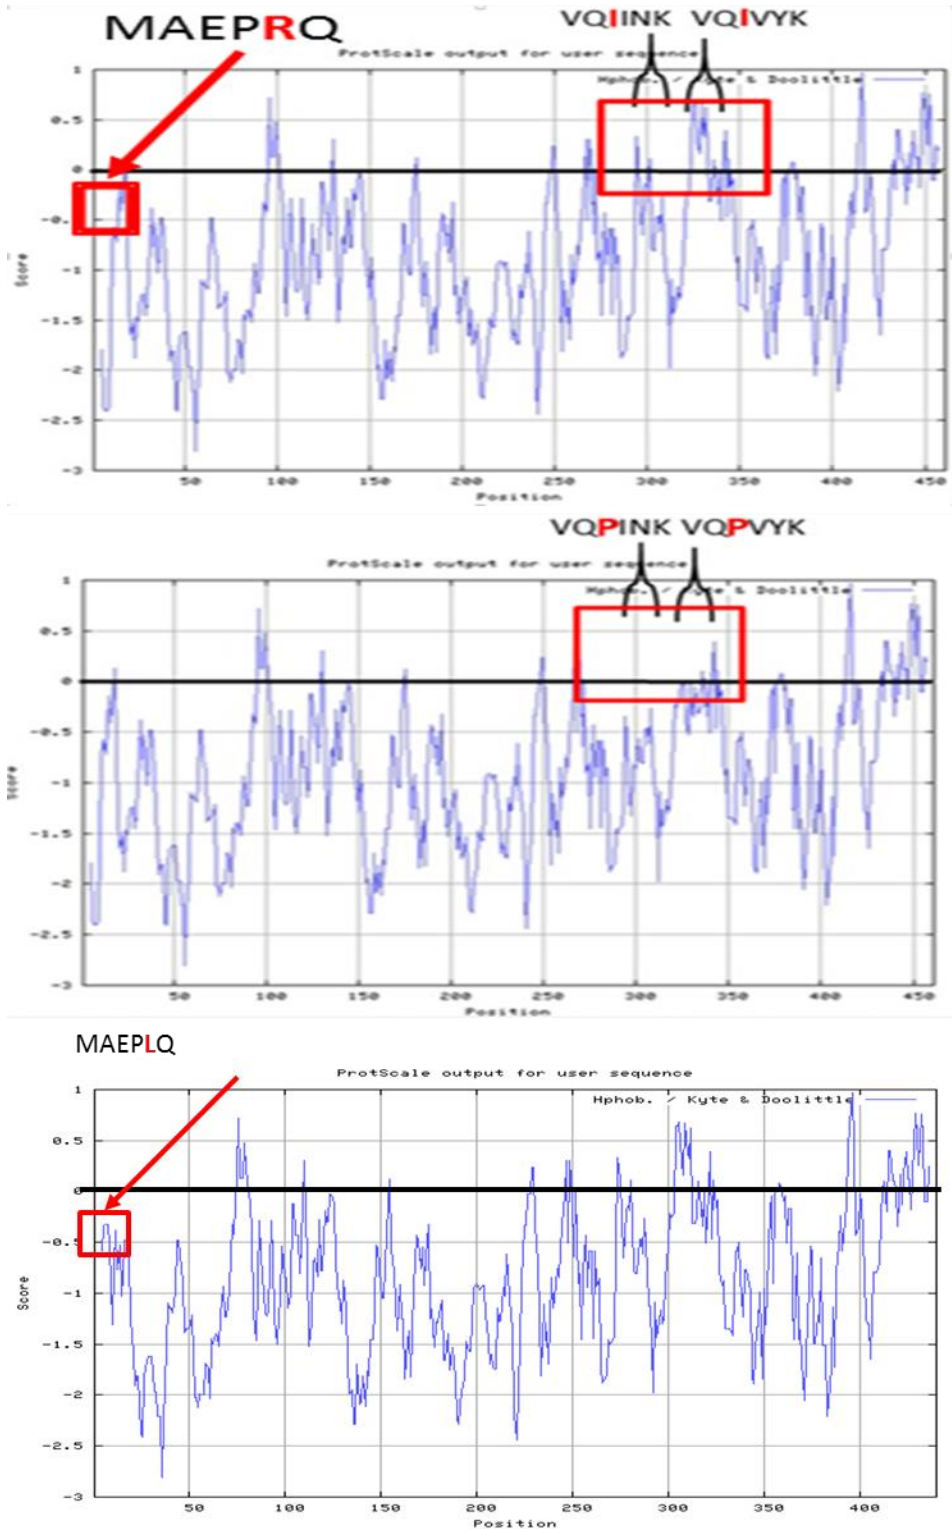 MAEPRQ VQIINK VQIVYK
ProtScale output for user sequence
Hphob. / Kyte & Doolittle
1
0.5
0
-0.5
-1
-1.5
-2
-2.5
-3
Score
50 100 150 200 250 300 350 400 450
Position
VQPINK VQPVYK
ProtScale output for user sequence
Hphob. / Kyte & Doolittle
1
0.5
0
-0.5
-1
-1.5
-2
-2.5
-3
Score
50 100 150 200 250 300 350 400 450
Position
MAEPLQ
ProtScale output for user sequence
Hphob. / Kyte & Doolittle
1
0.5
0
-0.5
-1
-1.5
-2
-2.5
-3
Score
50 100 150 200 250 300 350 400
Position